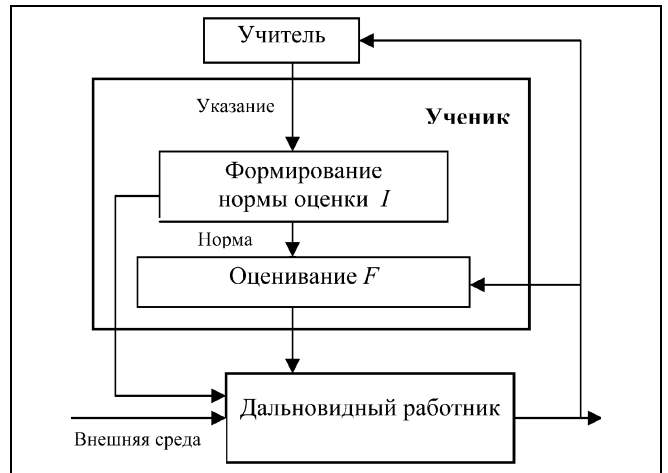 Учитель
Указание
Ученик
Формирование
нормы оценки I
Норма
Оценивание F
Дальновидный работник
Внешняя среда